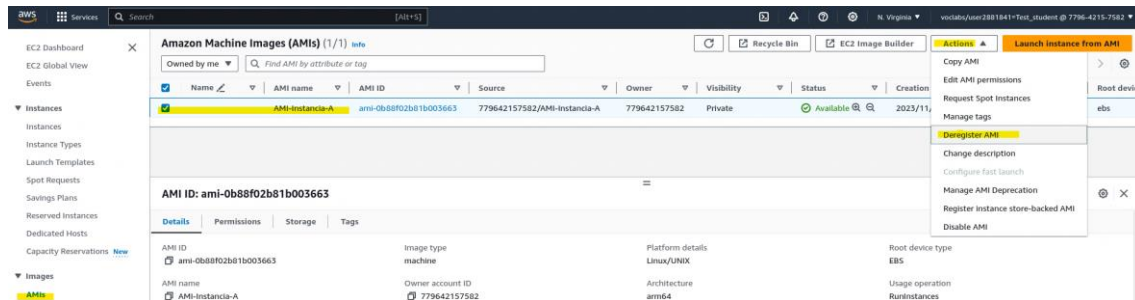 aws Services Search [Alt+S] N. Virginia voclabs/user2881841=Test_student @ 7796-4215-7582
EC2 Dashboard
EC2 Global View
Events
Instances
Instances
Instance Types
Launch Templates
Spot Requests
Savings Plans
Reserved Instances
Dedicated Hosts
Capacity Reservations New
Images
AMIs
Amazon Machine Images (AMIs) (1/1) Info
Recycle Bin EC2 Image Builder Actions Launch instance from AMI
Owned by me Find AMI by attribute or tag
Name AMI name AMI ID Source Owner Visibility Status Creation Root devi
AMI-Instancia-A ami-0b88f02b81b003663 779642157582/AMI-Instancia-A 779642157582 Private Available 2023/11/ ebs
Copy AMI
Edit AMI permissions
Request Spot Instances
Manage tags
Deregister AMI
Change description
Configure fast launch
Manage AMI Deprecation
Register instance store-backed AMI
Disable AMI
AMI ID: ami-0b88f02b81b003663
Details Permissions Storage Tags
AMI ID Image type Platform details Root device type
ami-0b88f02b81b003663 machine Linux/UNIX EBS
AMI name Owner account ID Architecture Usage operation
AMI-Instancia-A 779642157582 arm64 RunInstances